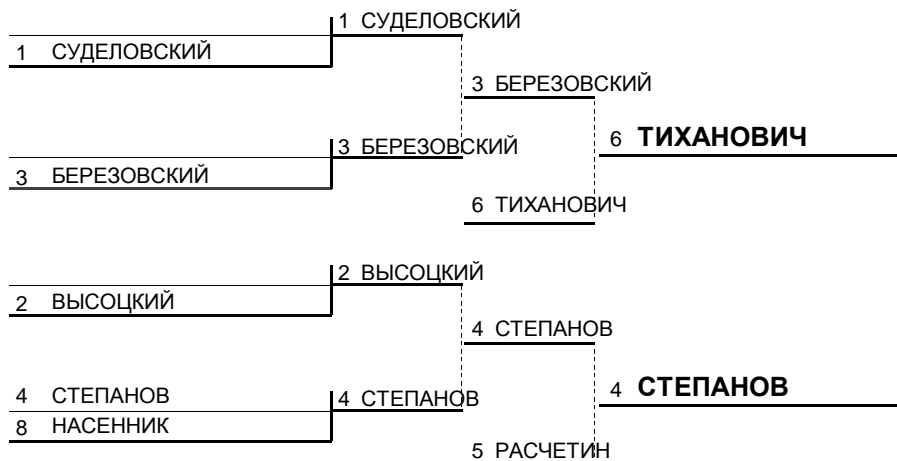 1 СУДЕЛОВСКИЙ
1 СУДЕЛОВСКИЙ
3 БЕРЕЗОВСКИЙ
6 ТИХАНОВИЧ
3 БЕРЕЗОВСКИЙ
3 БЕРЕЗОВСКИЙ
6 ТИХАНОВИЧ
2 ВЫСОЦКИЙ
2 ВЫСОЦКИЙ
4 СТЕПАНОВ
4 СТЕПАНОВ
4 СТЕПАНОВ
4 СТЕПАНОВ
8 НАСЕННИК
5 РАСЧЕТИН